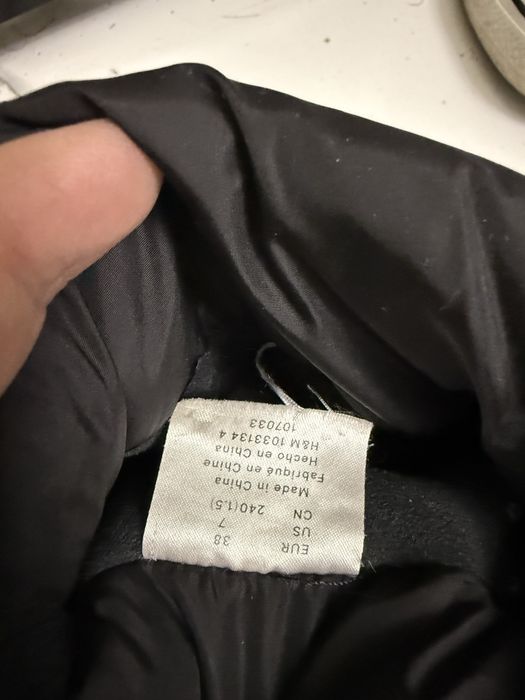 EUR 38
US 7
CN 240(1.5)
Made in China
Fabriqué en Chine
Hecho en China
H&M 1033134 4
107033